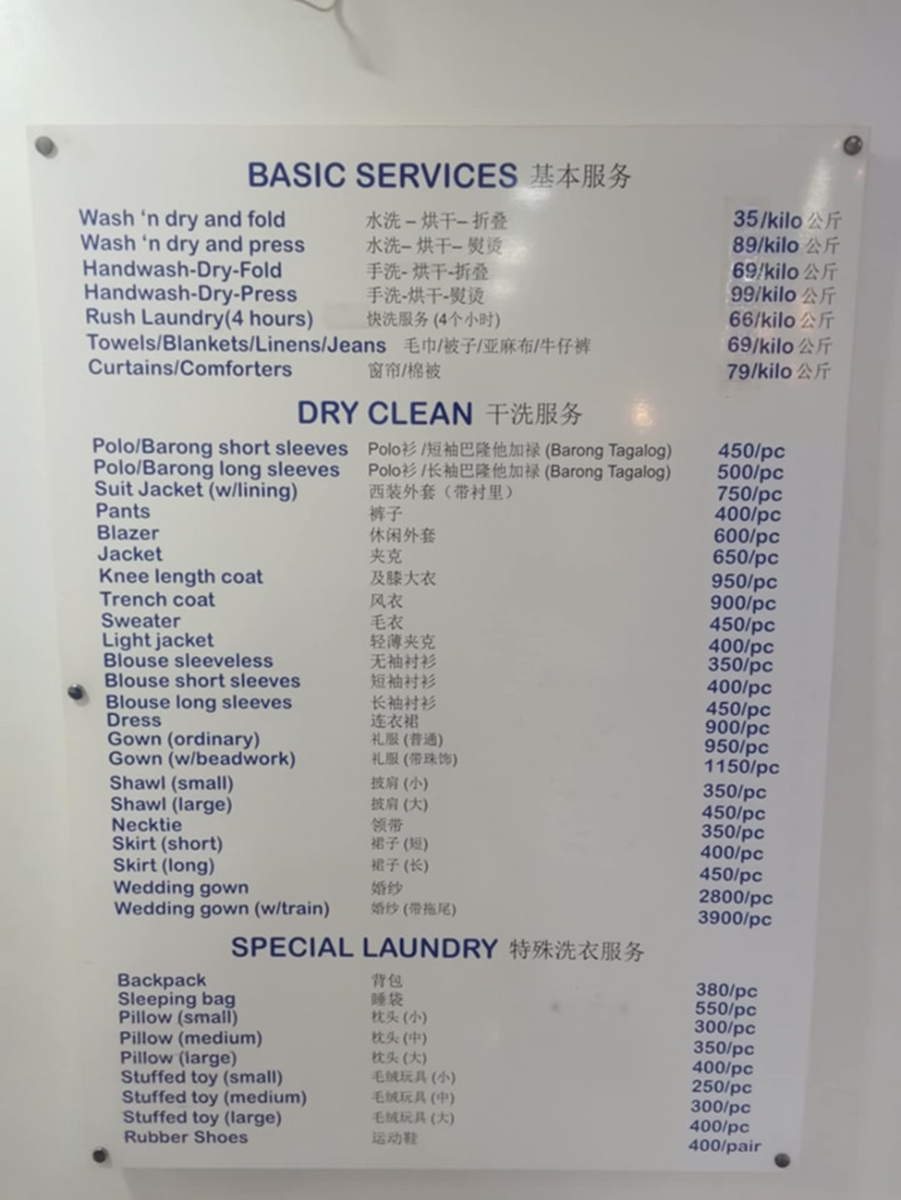 BASIC SERVICES 基本服务
Wash 'n dry and fold 水洗 – 烘干– 折叠 35/kilo 公斤
Wash 'n dry and press 水洗– 烘干– 熨烫 89/kilo 公斤
Handwash-Dry-Fold 手洗- 烘干-折叠 69/kilo 公斤
Handwash-Dry-Press 手洗-烘干-熨烫 99/kilo 公斤
Rush Laundry(4 hours) 快洗服务 (4个小时) 66/kilo 公斤
Towels/Blankets/Linens/Jeans 毛巾/被子/亚麻布/牛仔裤 69/kilo 公斤
Curtains/Comforters 窗帘/棉被 79/kilo 公斤
DRY CLEAN 干洗服务
Polo/Barong short sleeves Polo衫 /短袖巴隆他加禄 (Barong Tagalog) 450/pc
Polo/Barong long sleeves Polo衫 /长袖巴隆他加禄 (Barong Tagalog) 500/pc
Suit Jacket (w/lining) 西装外套（带衬里） 750/pc
Pants 裤子 400/pc
Blazer 休闲外套 600/pc
Jacket 夹克 650/pc
Knee length coat 及膝大衣 950/pc
Trench coat 风衣 900/pc
Sweater 毛衣 450/pc
Light jacket 轻薄夹克 400/pc
Blouse sleeveless 无袖衬衫 350/pc
Blouse short sleeves 短袖衬衫 400/pc
Blouse long sleeves 长袖衬衫 450/pc
Dress 连衣裙 900/pc
Gown (ordinary) 礼服 (普通) 950/pc
Gown (w/beadwork) 礼服 (带珠饰) 1150/pc
Shawl (small) 披肩 (小) 350/pc
Shawl (large) 披肩 (大) 450/pc
Necktie 领带 350/pc
Skirt (short) 裙子 (短) 400/pc
Skirt (long) 裙子 (长) 450/pc
Wedding gown 婚纱 2800/pc
Wedding gown (w/train) 婚纱 (带拖尾) 3900/pc
SPECIAL LAUNDRY 特殊洗衣服务
Backpack 背包 380/pc
Sleeping bag 睡袋 550/pc
Pillow (small) 枕头 (小) 300/pc
Pillow (medium) 枕头 (中) 350/pc
Pillow (large) 枕头 (大) 400/pc
Stuffed toy (small) 毛绒玩具 (小) 250/pc
Stuffed toy (medium) 毛绒玩具 (中) 300/pc
Stuffed toy (large) 毛绒玩具 (大) 400/pc
Rubber Shoes 运动鞋 400/pair